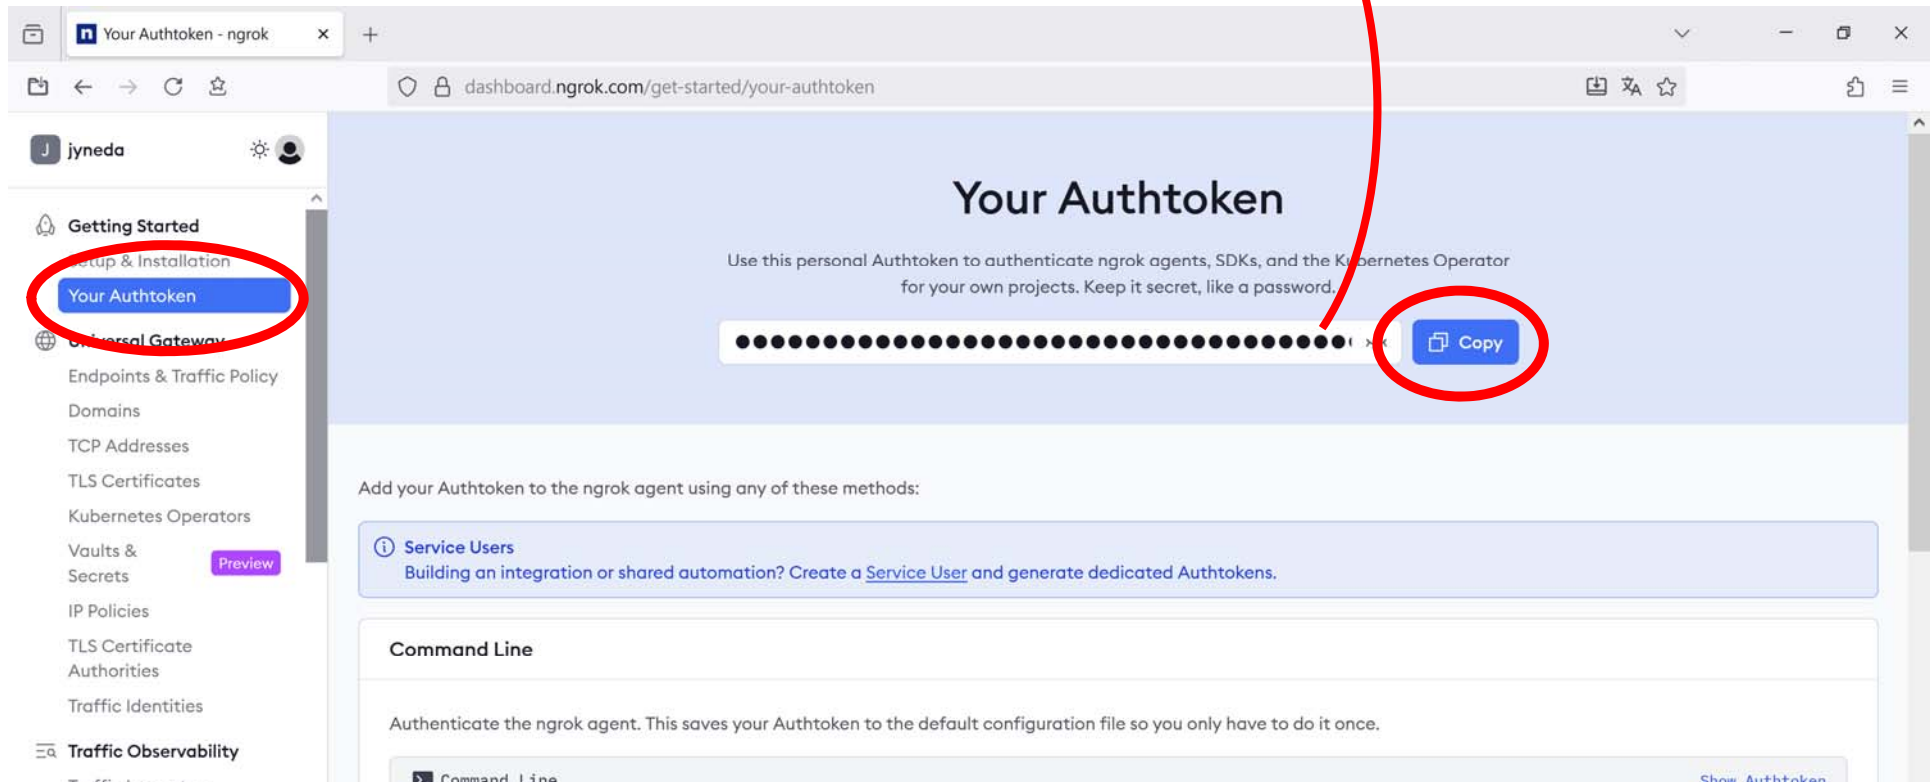 Your Authtoken - ngrok
dashboard.ngrok.com/get-started/your-authtoken
J jyneda
Getting Started
Setup & Installation
Your Authtoken
Universal Gateway
Endpoints & Traffic Policy
Domains
TCP Addresses
TLS Certificates
Kubernetes Operators
Vaults &
Secrets
Preview
IP Policies
TLS Certificate
Authorities
Traffic Identities
Traffic Observability
Your Authtoken
Use this personal Authtoken to authenticate ngrok agents, SDKs, and the Kubernetes Operator
for your own projects. Keep it secret, like a password.
Copy
Add your Authtoken to the ngrok agent using any of these methods:
Service Users
Building an integration or shared automation? Create a Service User and generate dedicated Authtokens.
Command Line
Authenticate the ngrok agent. This saves your Authtoken to the default configuration file so you only have to do it once.
Command Line
Show Authtoken